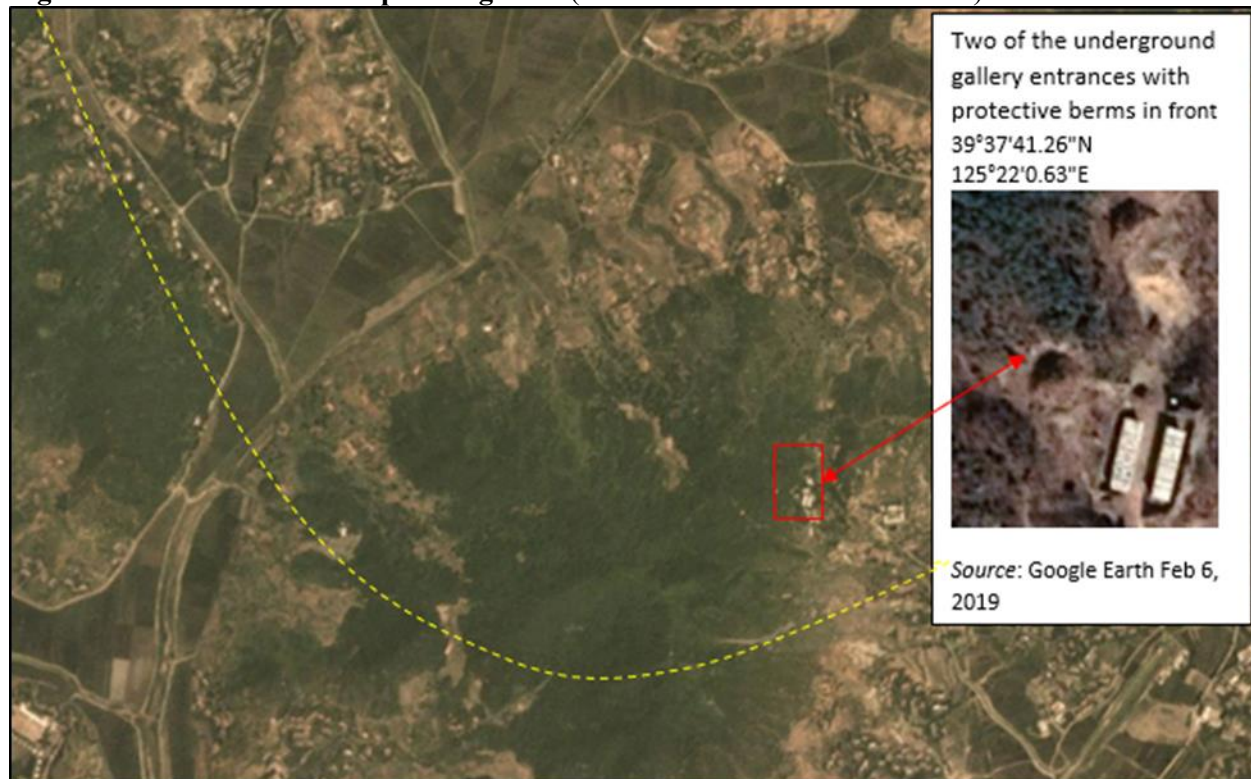 Two of the underground
gallery entrances with
protective berms in front
39°37'41.26"N
125°22'0.63"E
Source: Google Earth Feb 6,
2019